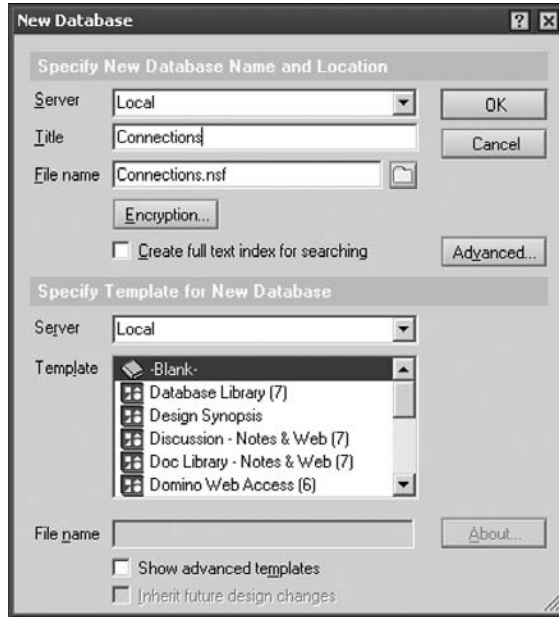 New Database
Specify New Database Name and Location
Server Local OK
Title Connections Cancel
File name Connections.nsf
Encryption...
Create full text index for searching Advanced...
Specify Template for New Database
Server Local
Template -Blank-
Database Library (7)
Design Synopsis
Discussion - Notes & Web (7)
Doc Library - Notes & Web (7)
Domino Web Access (6)
File name About...
Show advanced templates
Inherit future design changes